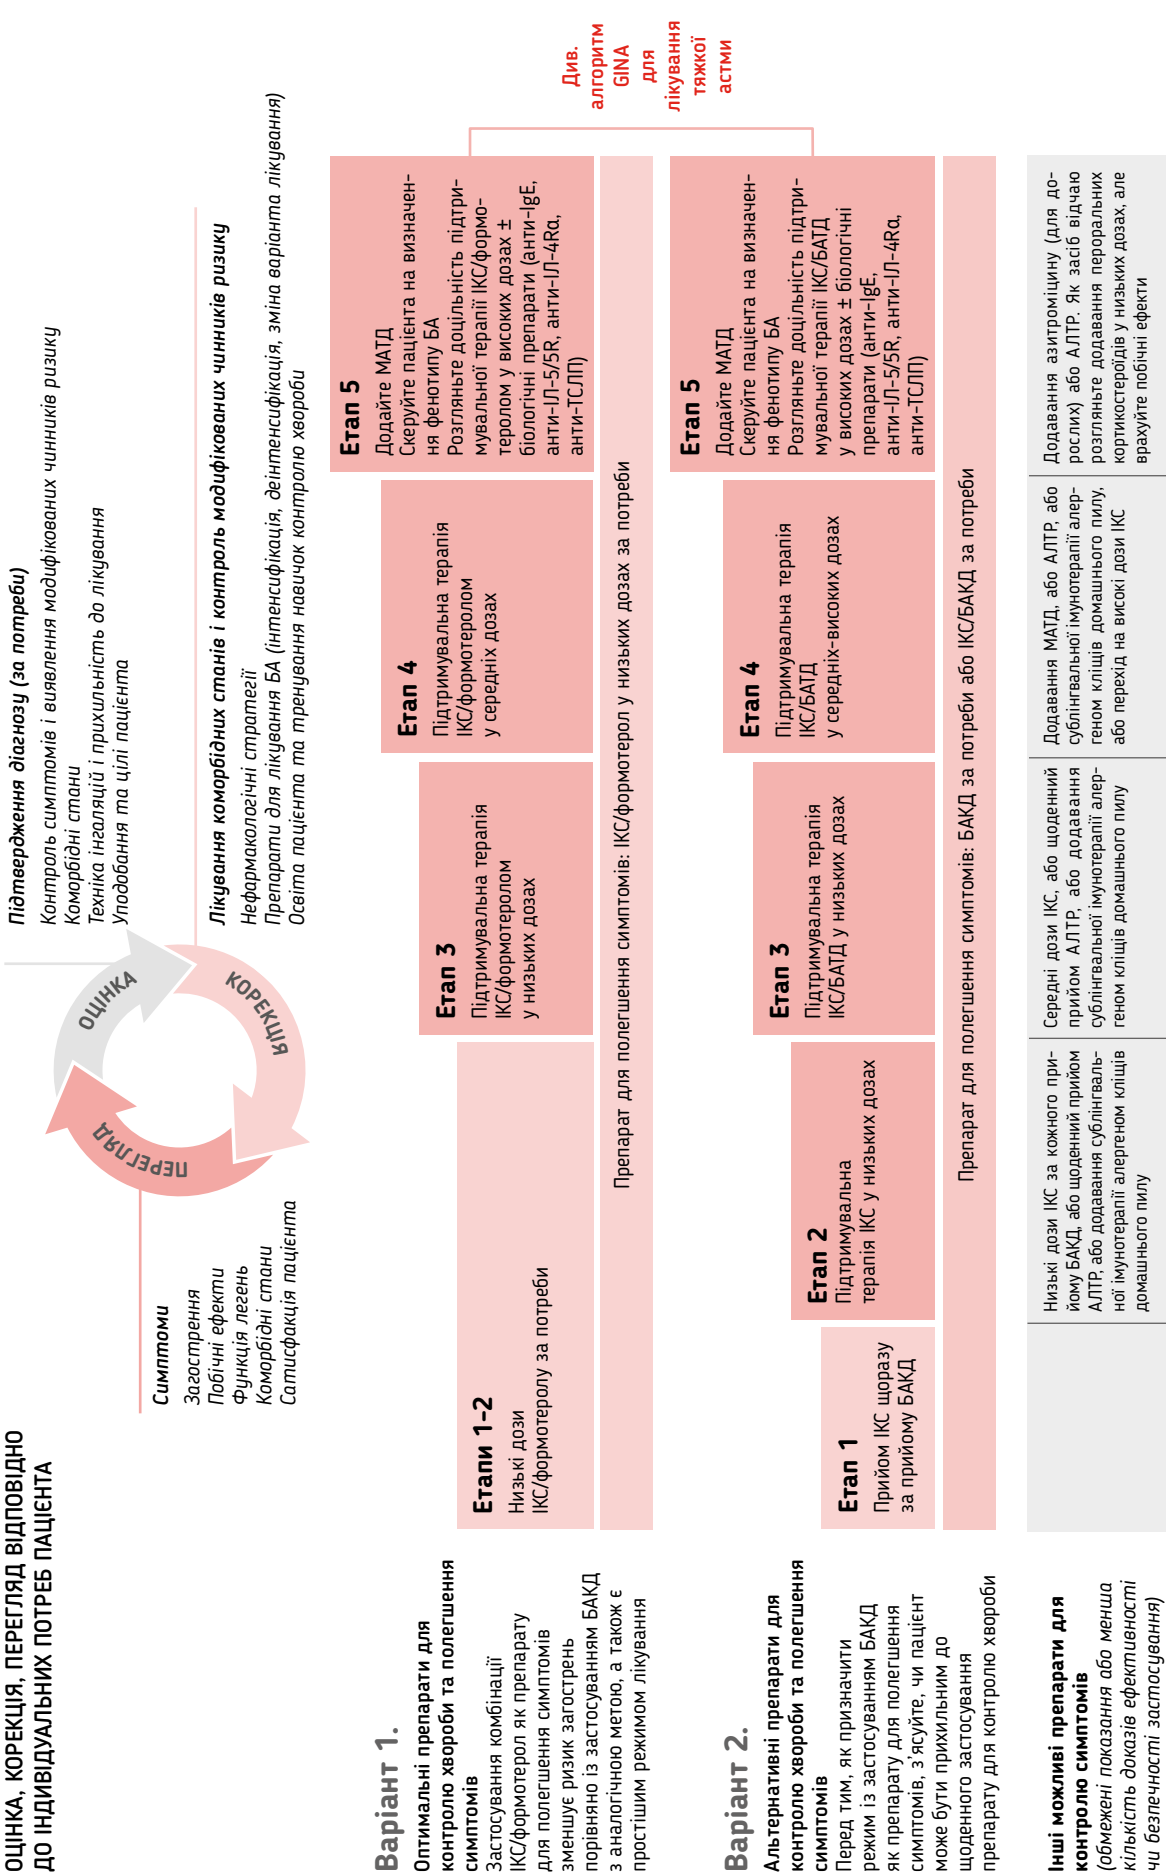 ОЦІНКА, КОРЕКЦІЯ, ПЕРЕГЛЯД ВІДПОВІДНО
ДО ІНДИВІДУАЛЬНИХ ПОТРЕБ ПАЦІЄНТА
Підтвердження діагнозу (за потреби)
Контроль симптомів і виявлення модифікованих чинників ризику
Коморбідні стани
Техніка інгаляцій і прихильність до лікування
Уподобання та цілі пацієнта
ОЦІНКА
КОРЕКЦІЯ
ПЕРЕГЛЯД
Симптоми
Загострення
Побічні ефекти
Функція легень
Коморбідні стани
Сатисфакція пацієнта
Лікування коморбідних станів і контроль модифікованих чинників ризику
Нефармакологічні стратегії
Препарати для лікування БА (інтенсифікація, деінтенсифікація, зміна варіанта лікування)
Освіта пацієнта та тренування навичок контролю хвороби
Варіант 1.
Оптимальні препарати для
контролю хвороби та полегшення
симптомів
Застосування комбінації
ІКС/формотерол як препарату
для полегшення симптомів
зменшує ризик загострень
порівняно із застосуванням БАКД
з аналогічною метою, а також є
простішим режимом лікування
Етапи 1–2
Низькі дози
ІКС/формотеролу за потреби
Етап 3
Підтримувальна терапія
ІКС/формотеролом
у низьких дозах
Етап 4
Підтримувальна терапія
ІКС/формотеролом
у середніх дозах
Етап 5
Додайте МАТД
Скеруйте пацієнта на визначен-
ня фенотипу БА
Розгляньте доцільність підтри-
мувальної терапії ІКС/формо-
теролом у високих дозах ±
біологічні препарати (анти-IgE,
анти-ІЛ-5/5R, анти-ІЛ-4Rα,
анти-ТСЛП)
Препарат для полегшення симптомів: ІКС/формотерол у низьких дозах за потреби
Див.
алгоритм
GINA
для
лікування
тяжкої
астми
Варіант 2.
Альтернативні препарати для
контролю хвороби та полегшення
симптомів
Перед тим, як призначити
режим із застосуванням БАКД
як препарату для полегшення
симптомів, з’ясуйте, чи пацієнт
може бути прихильним до
щоденного застосування
препарату для контролю хвороби
Етап 1
Прийом ІКС щоразу
за прийому БАКД
Етап 2
Підтримувальна
терапія ІКС у низьких дозах
Етап 3
Підтримувальна терапія
ІКС/БАТД у низьких дозах
Етап 4
Підтримувальна терапія
ІКС/БАТД
у середніх-високих дозах
Етап 5
Додайте МАТД
Скеруйте пацієнта на визначен-
ня фенотипу БА
Розгляньте доцільність підтри-
мувальної терапії ІКС/БАТД
у високих дозах ± біологічні
препарати (анти-IgE,
анти-ІЛ-5/5R, анти-ІЛ-4Rα,
анти-ТСЛП)
Препарат для полегшення симптомів: БАКД за потреби або ІКС/БАКД за потреби
Інші можливі препарати для
контролю симптомів
(обмежені показання або менша
кількість доказів ефективності
чи безпечності застосування)
Низькі дози ІКС за кожного при-
йому БАКД, або щоденний прийом
АЛТР, або додавання сублінгваль-
ної імунотерапії алергеном кліщів
домашнього пилу
Середні дози ІКС, або щоденний
прийом АЛТР, або додавання
сублінгвальної імунотерапії алер-
геном кліщів домашнього пилу
Додавання МАТД, або АЛТР, або
сублінгвальної імунотерапії алер-
геном кліщів домашнього пилу,
або перехід на високі дози ІКС
Додавання азитроміцину (для до-
рослих) або АЛТР. Як засіб відчаю
розгляньте додавання пероральних
кортикостероїдів у низьких дозах, але
врахуйте побічні ефекти